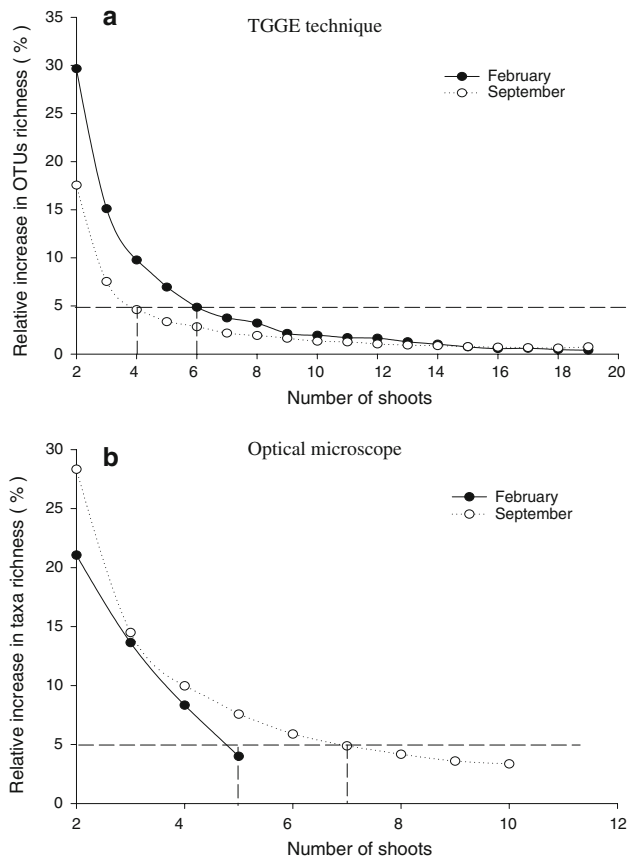 a
TGGE technique
35
30
25
20
15
10
5
0
Relative increase in OTUs richness ( % )
February
September
2 4 6 8 10 12 14 16 18 20
Number of shoots
b
Optical microscope
30
25
20
15
10
5
0
Relative increase in taxa richness ( % )
February
September
2 4 6 8 10 12
Number of shoots